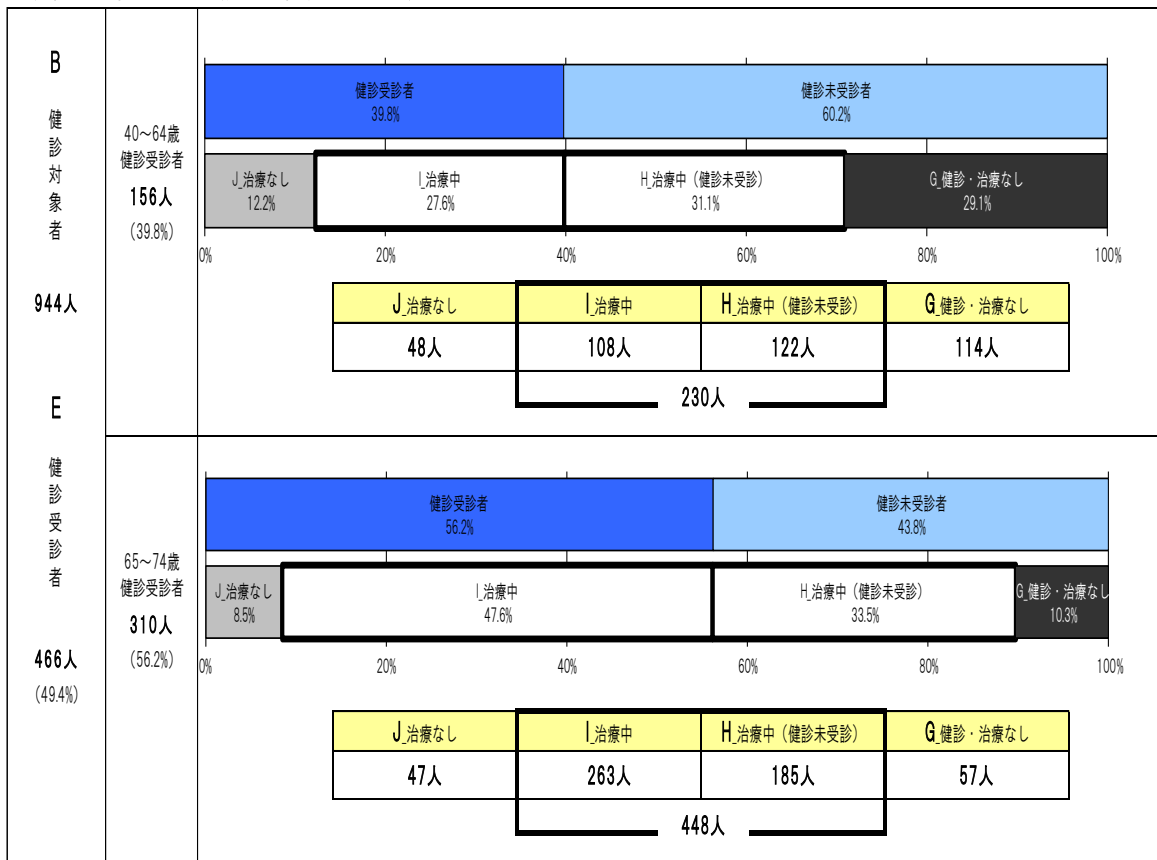 B
健診対象者
944人
E
健診受診者
466人
(49.4%)
40～64歳
健診受診者
156人
(39.8%)
健診受診者
39.8%
健診未受診者
60.2%
J_治療なし
12.2%
I_治療中
27.6%
H_治療中（健診未受診）
31.1%
G_健診・治療なし
29.1%
0% 20% 40% 60% 80% 100%
J_治療なし I_治療中 H_治療中（健診未受診） G_健診・治療なし
48人 108人 122人 114人
230人
65～74歳
健診受診者
310人
(56.2%)
健診受診者
56.2%
健診未受診者
43.8%
J_治療なし
8.5%
I_治療中
47.6%
H_治療中（健診未受診）
33.5%
G_健診・治療なし
10.3%
0% 20% 40% 60% 80% 100%
J_治療なし I_治療中 H_治療中（健診未受診） G_健診・治療なし
47人 263人 185人 57人
448人